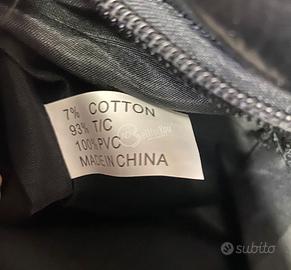 7% COTTON
93% T/C
100% PVC
MADE IN CHINA
subito